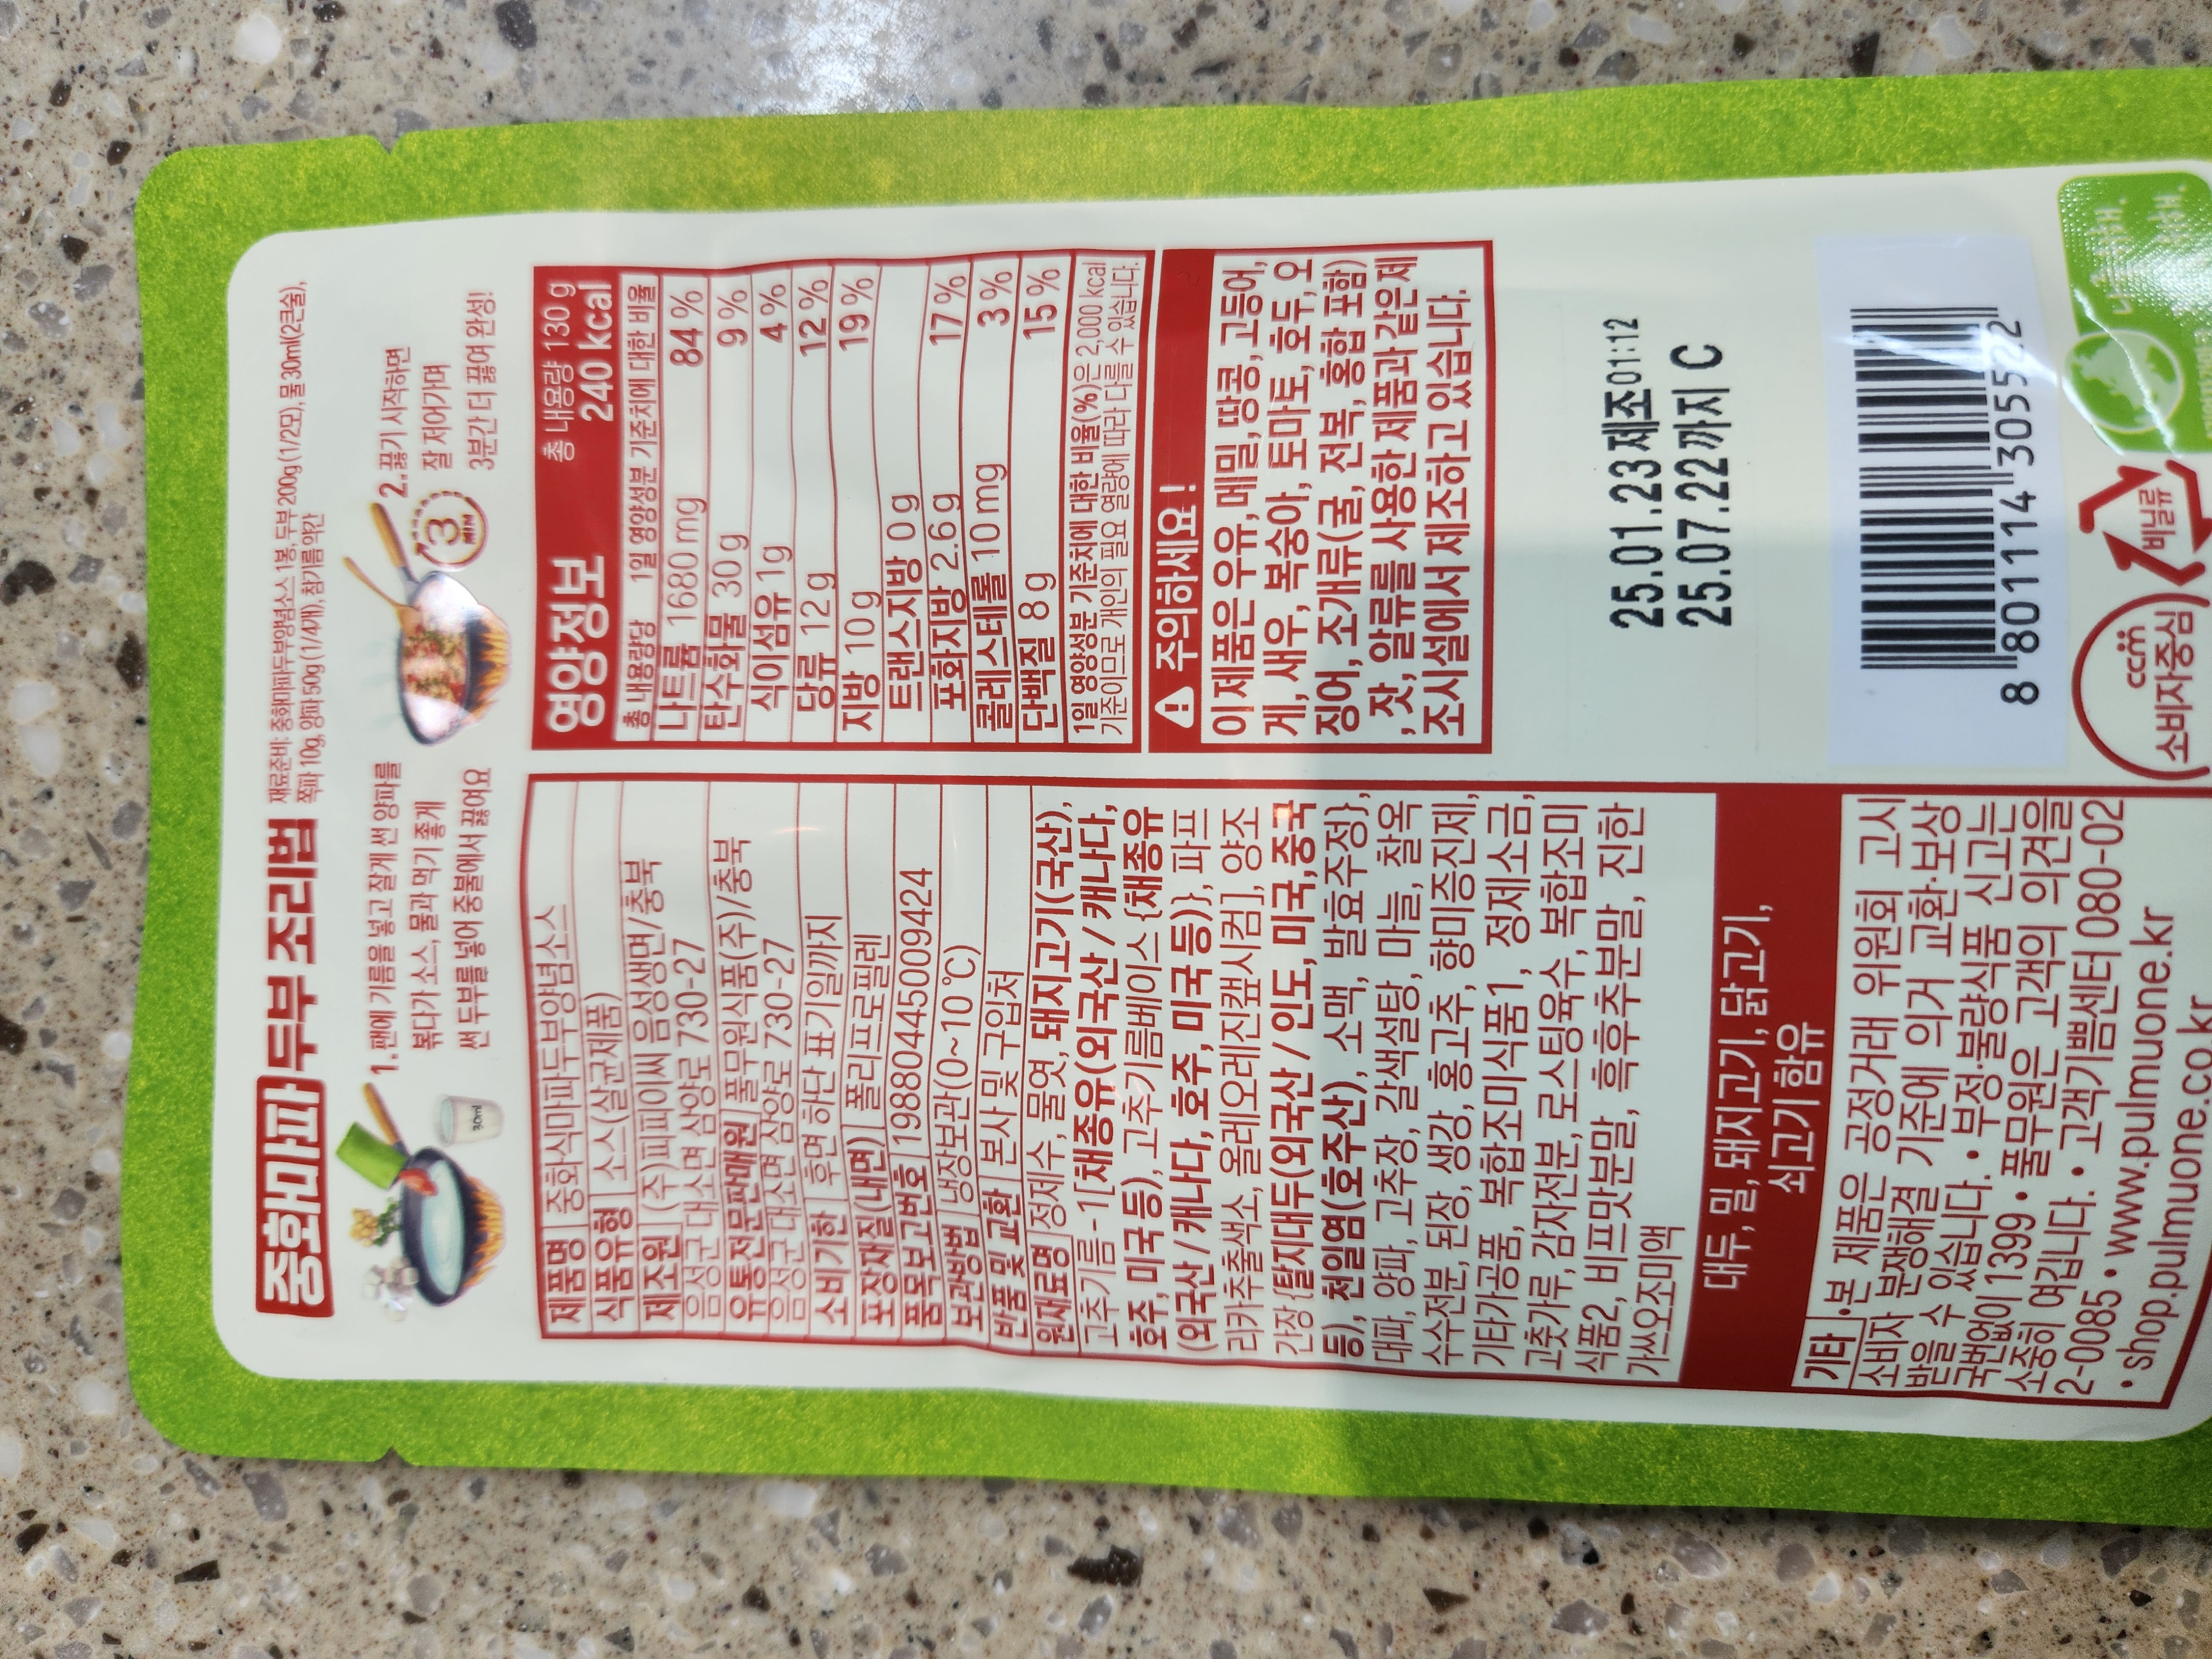 중화마파 두부 조리법
재료준비: 중화마파두부양념소스 1봉, 두부 200g(1/2모), 물 30ml(2큰술),
쪽파 10g, 양파 50g(1/4개), 참기름 약간
1. 팬에 기름을 넣고 잘게 썬 양파를
볶다가 소스, 물과 먹기 좋게
썬 두부를 넣어 중불에서 끓여요
30ml
2. 끓기 시작하면
잘 저어가며
3분간 더 끓여 완성!
3
MIN
제품명 중화식마파두부양념소스
식품유형 소스(살균제품)
제조원 (주)피피이씨 음성생면/충북
음성군 대소면 삼양로 730-27
유통전문판매원 풀무원식품(주)/충북
음성군 대소면 삼양로 730-27
소비기한 후면 하단 표기일까지
포장재질(내면) 폴리프로필렌
품목보고번호 19880445009424
보관방법 냉장보관(0~10℃)
반품 및 교환 본사 및 구입처
원재료명 정제수, 물엿, 돼지고기(국산),
고추기름-1[채종유(외국산/캐나다,
호주, 미국 등), 고추기름베이스{채종유
(외국산/캐나다, 호주, 미국 등)}, 파프
리카추출색소, 올레오레진캪시컴], 양조
간장{탈지대두(외국산/인도, 미국, 중국
등), 천일염(호주산), 소맥, 발효주정},
대파, 양파, 고추장, 갈색설탕, 마늘, 찰옥
수수전분, 된장, 생강, 홍고추, 향미증진제,
기타가공품, 복합조미식품1, 정제소금,
고춧가루, 감자전분, 로스팅육수, 복합조미
식품2, 비프맛분말, 흑후추분말, 진한
가쓰오조미액
대두, 밀, 돼지고기, 닭고기,
쇠고기 함유
기타 •본 제품은 공정거래 위원회 고시
소비자 분쟁해결 기준에 의거 교환·보상
받을 수 있습니다. • 부정·불량식품 신고는
국번없이 1399 • 풀무원은 고객의 의견을
소중히 여깁니다. • 고객기쁨센터 080-02
2-0085 • www.pulmuone.kr
• shop.pulmuone.co.kr
영양정보
총 내용량 130 g
240 kcal
총 내용량당 1일 영양성분 기준치에 대한 비율
나트륨 1680 mg 84 %
탄수화물 30 g 9 %
식이섬유 1 g 4 %
당류 12 g 12 %
지방 10 g 19 %
트랜스지방 0 g
포화지방 2.6 g 17 %
콜레스테롤 10 mg 3 %
단백질 8 g 15 %
1일 영양성분 기준치에 대한 비율(%)은 2,000 kcal
기준이므로 개인의 필요 열량에 따라 다를 수 있습니다.
주의하세요!
이 제품은 우유, 메밀, 땅콩, 고등어,
게, 새우, 복숭아, 토마토, 호두, 오
징어, 조개류(굴, 전복, 홍합 포함)
, 잣, 알류를 사용한 제품과 같은 제
조시설에서 제조하고 있습니다.
25.01.23 제조 01:12
25.07.22 까지 C
8 801114 305522
ccm
소비자중심
비닐류